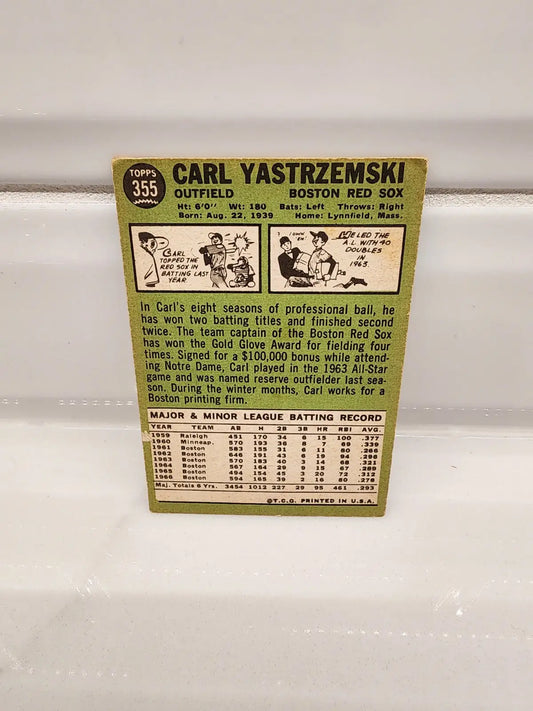 TOPPS
355
CARL YASTRZEMSKI
OUTFIELD BOSTON RED SOX
Ht: 6'0" Wt: 180 Bats: Left Throws: Right
Born: Aug. 22, 1939 Home: Lynnfield, Mass.
CARL
TOPPED THE
RED SOX IN
BATTING LAST
YEAR
I OWN
'EM!
HE LED THE
A.L. WITH 40
DOUBLES
IN
1963.
In Carl's eight seasons of professional ball, he
has won two batting titles and finished second
twice. The team captain of the Boston Red Sox
has won the Gold Glove Award for fielding four
times. Signed for a $100,000 bonus while attend-
ing Notre Dame, Carl played in the 1963 All-Star
game and was named reserve outfielder last sea-
son. During the winter months, Carl works for a
Boston printing firm.
MAJOR & MINOR LEAGUE BATTING RECORD
YEAR TEAM AB H 2B 3B HR RBI AVG.
1959 Raleigh 451 170 34 6 15 100 .377
1960 Minneap. 570 193 36 8 7 69 .339
1961 Boston 583 155 31 6 11 80 .266
1962 Boston 646 191 43 6 19 94 .296
1963 Boston 570 183 40 3 14 68 .321
1964 Boston 567 164 29 9 15 67 .289
1965 Boston 494 154 45 3 20 72 .312
1966 Boston 594 165 39 2 16 80 .278
Maj. Totals 6 Yrs. 3454 1012 227 29 95 461 .293
©T.C.G. PRINTED IN U.S.A.